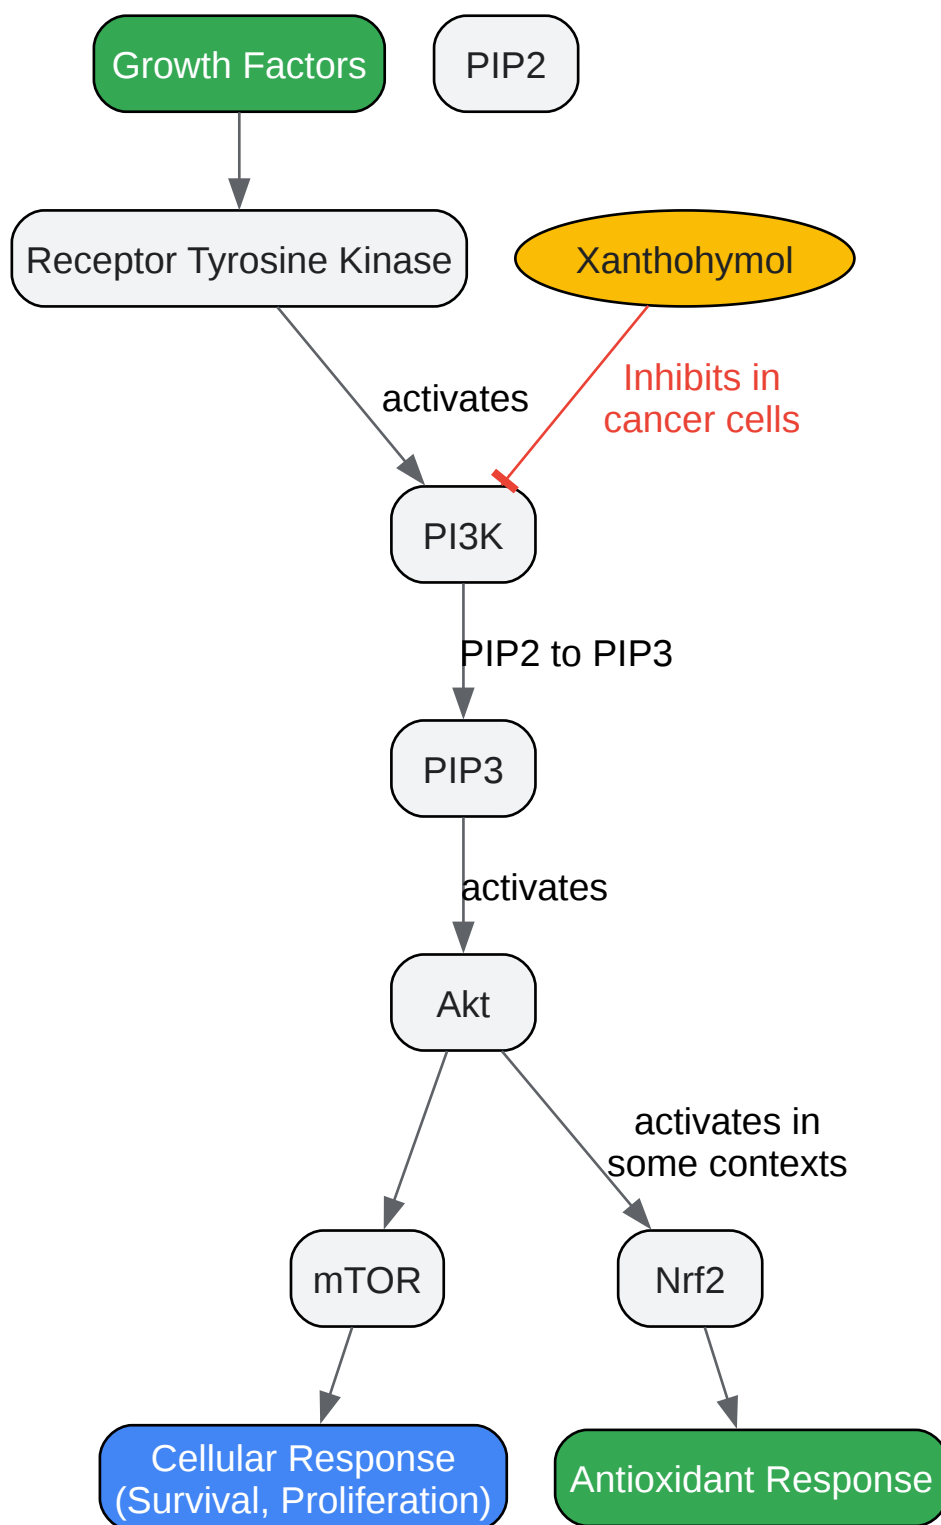 Growth Factors
PIP2
Receptor Tyrosine Kinase
Xanthohymol
activates
Inhibits in
cancer cells
PI3K
PIP2 to PIP3
PIP3
activates
Akt
activates in
some contexts
mTOR
Nrf2
Cellular Response
(Survival, Proliferation)
Antioxidant Response